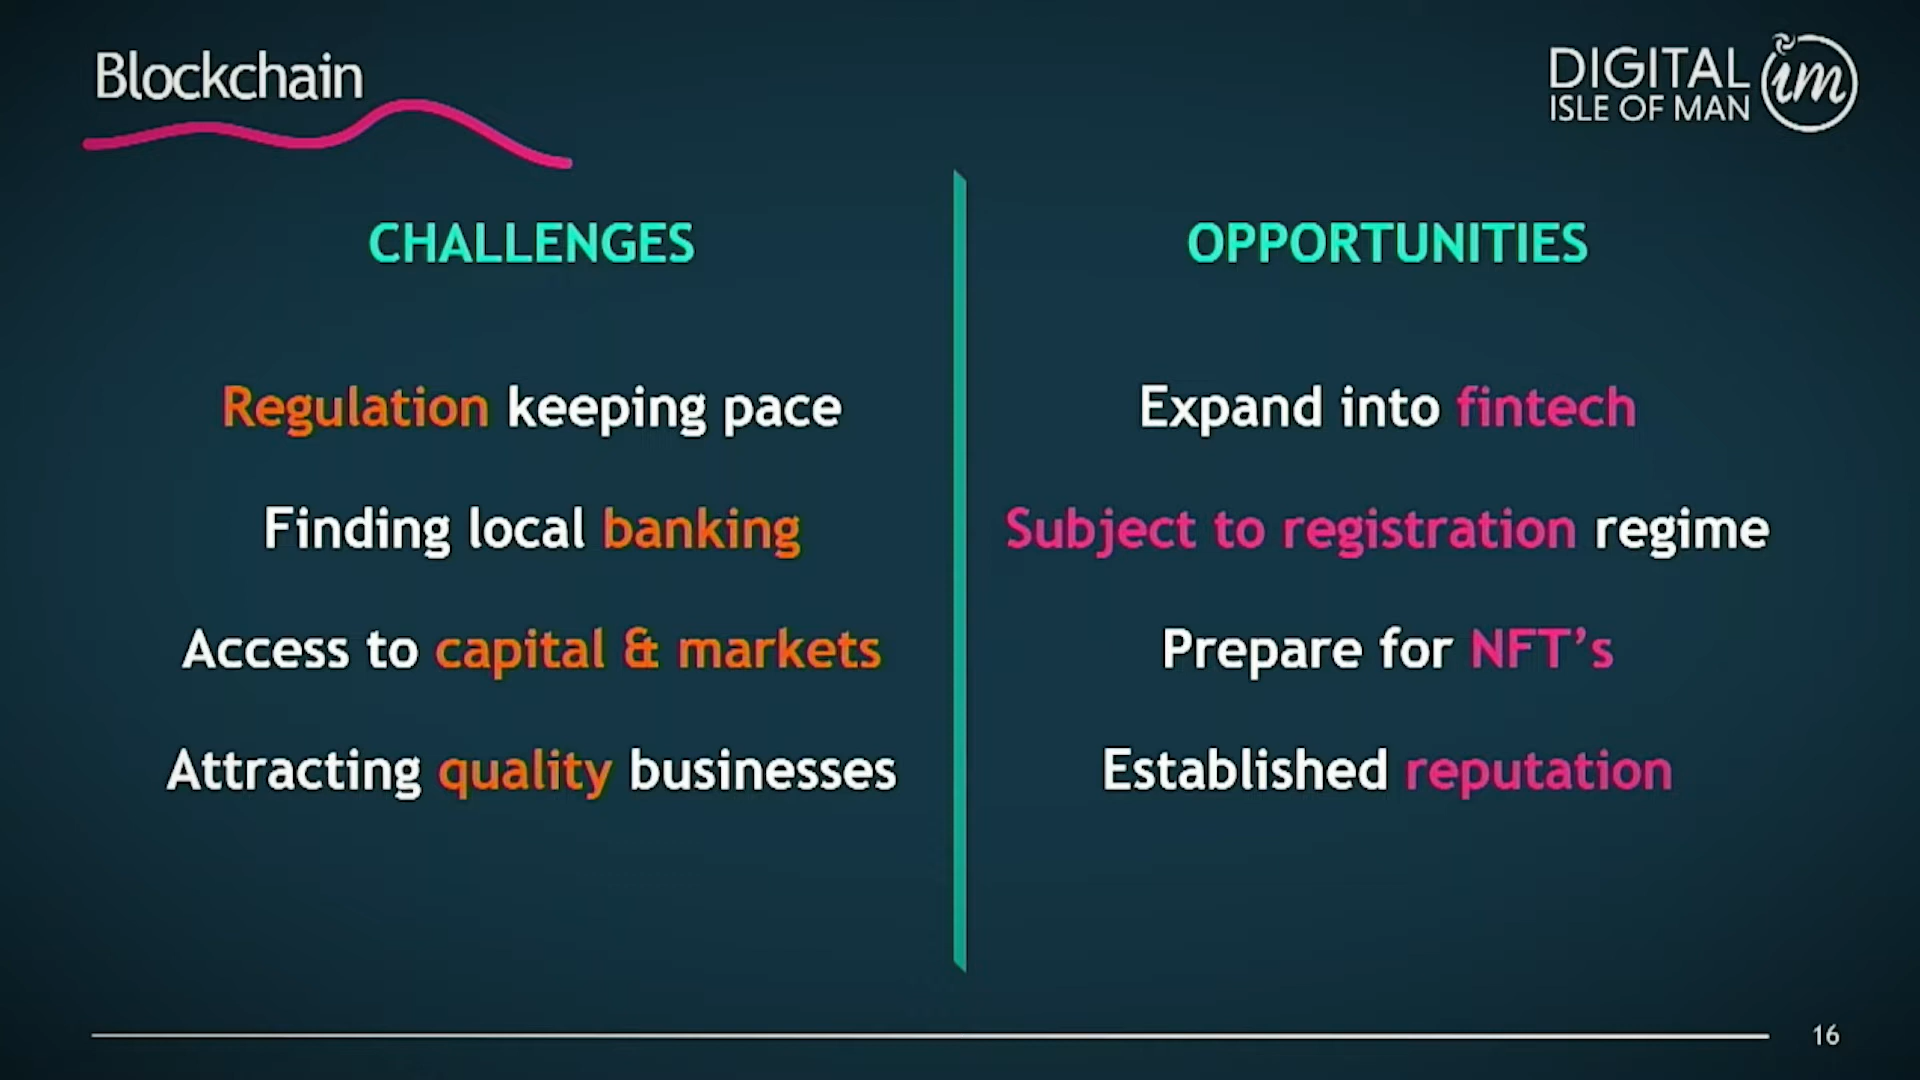 Blockchain
DIGITAL
ISLE OF MAN
im
CHALLENGES
Regulation keeping pace
Finding local banking
Access to capital & markets
Attracting quality businesses
OPPORTUNITIES
Expand into fintech
Subject to registration regime
Prepare for NFT’s
Established reputation
16